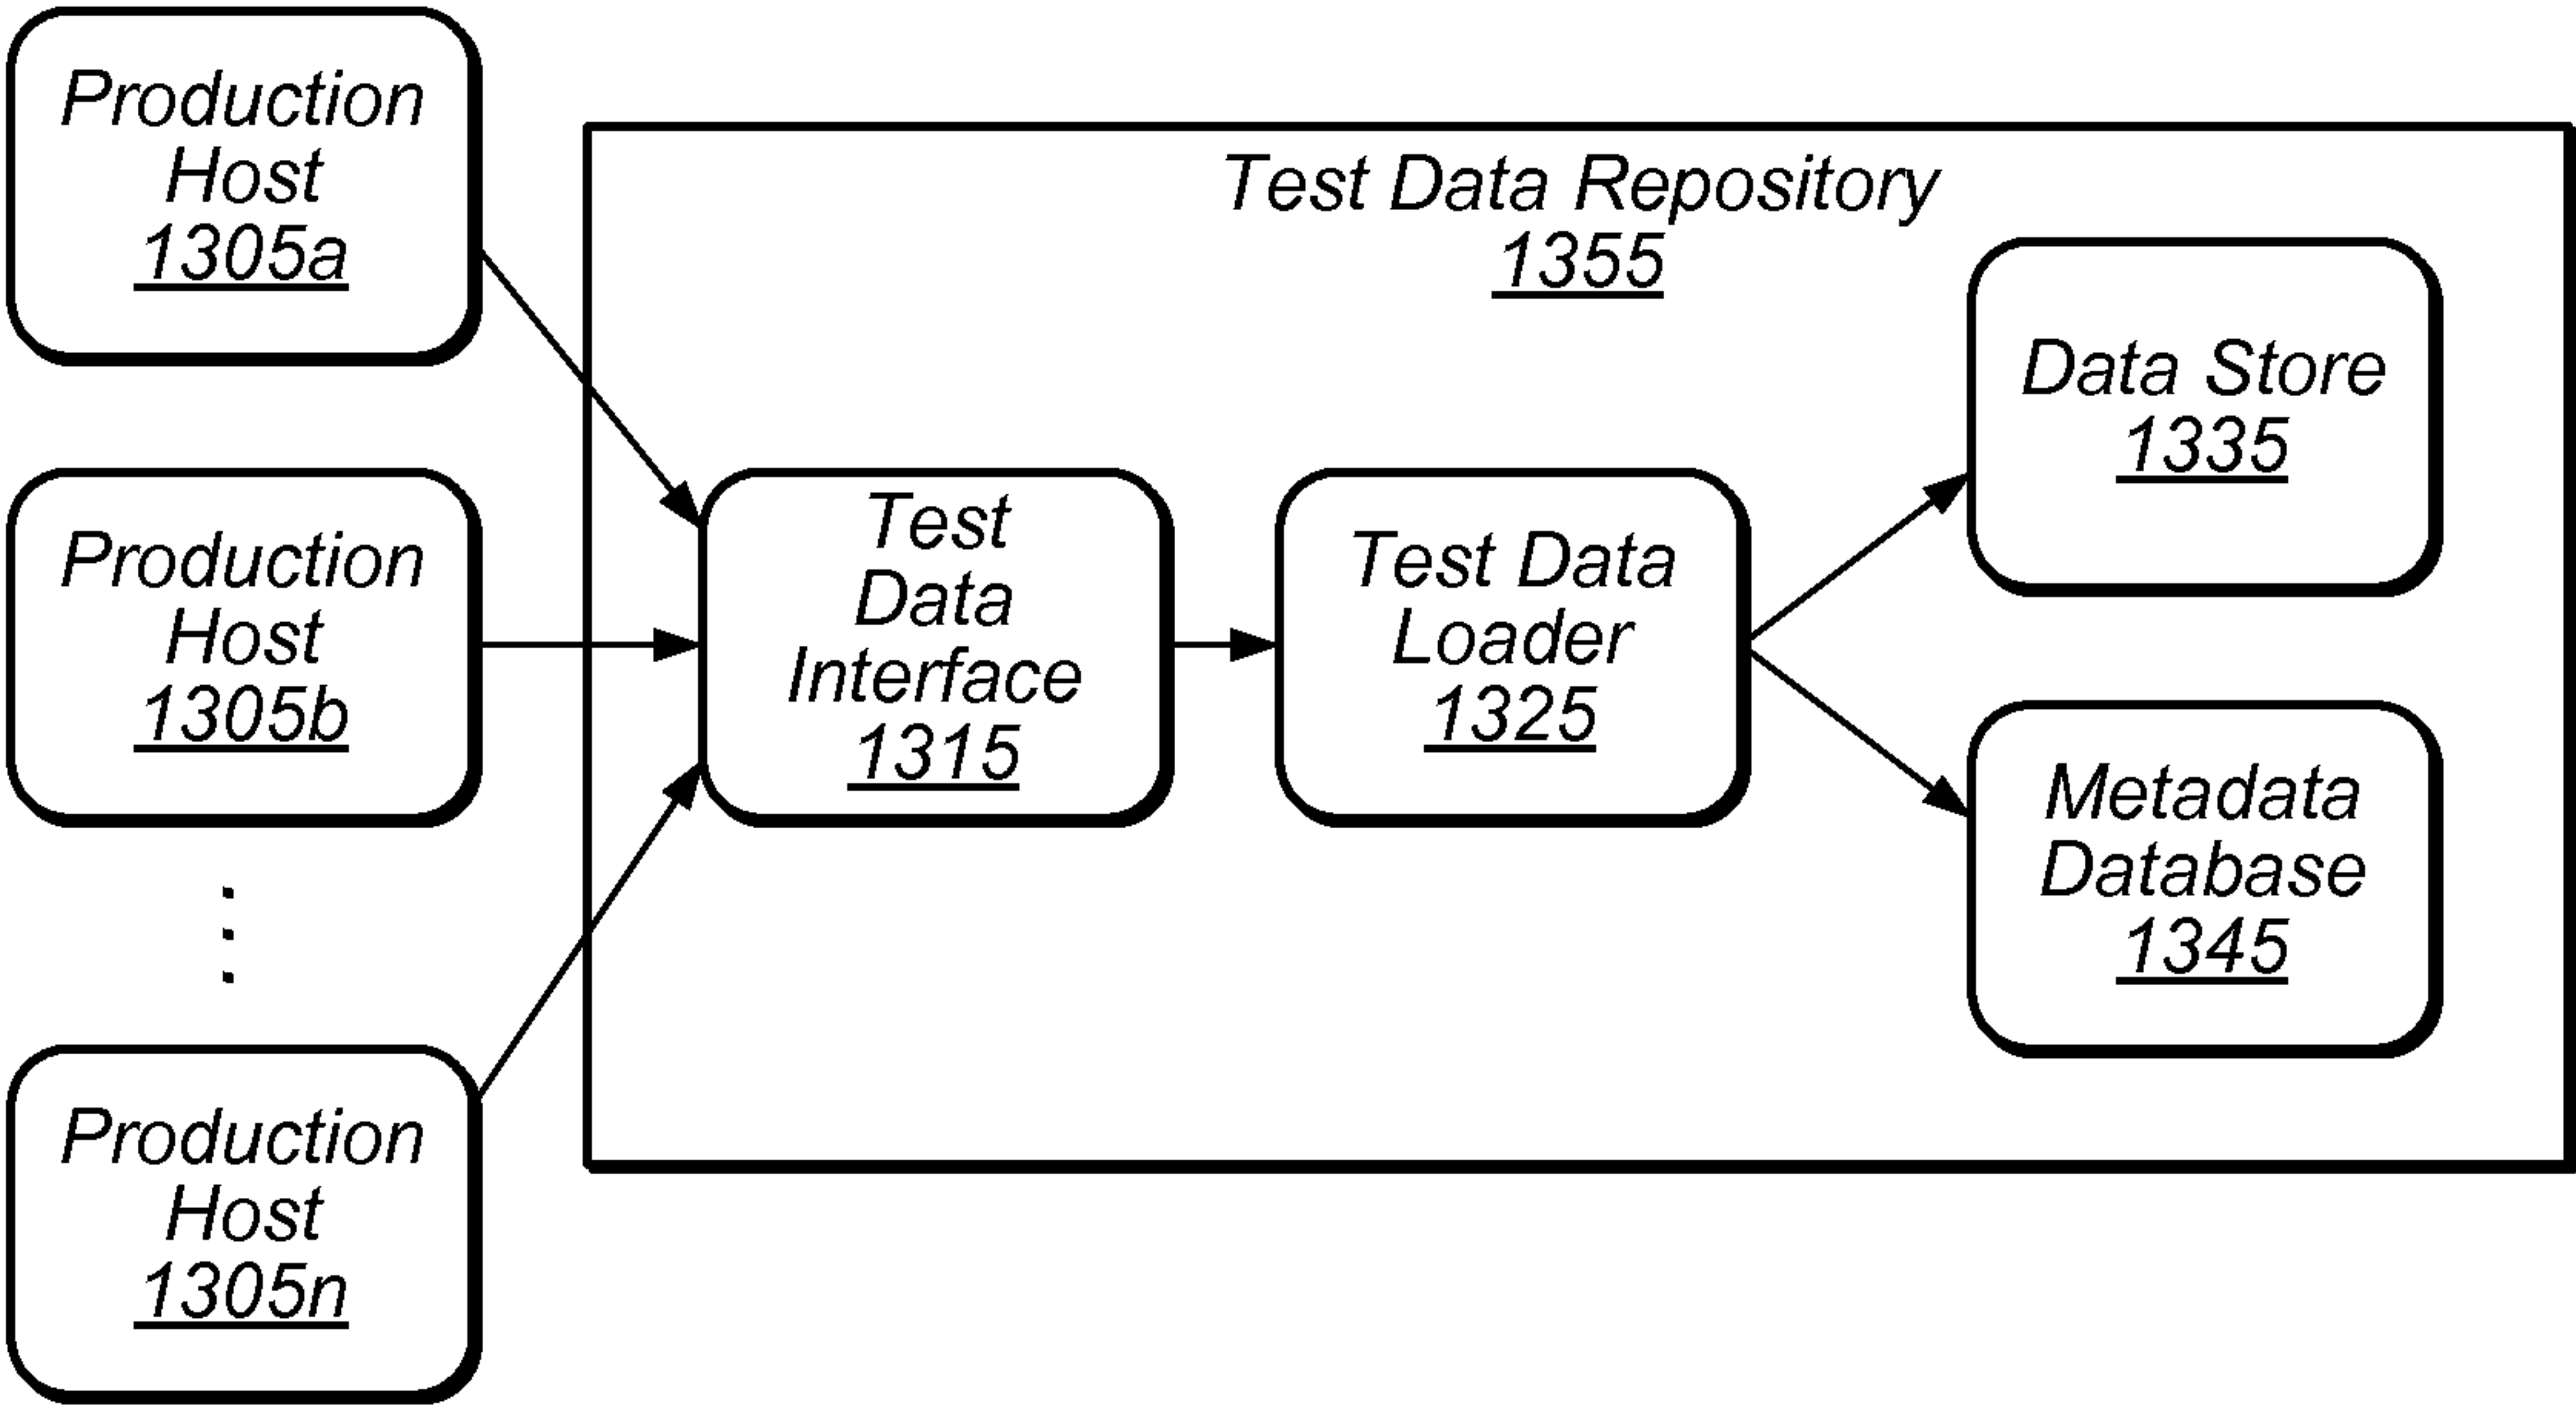 Production
Host
1305a
Production
Host
1305b
Production
Host
1305n
Test Data Repository
1355
Test
Data
Interface
1315
Test Data
Loader
1325
Data Store
1335
Metadata
Database
1345